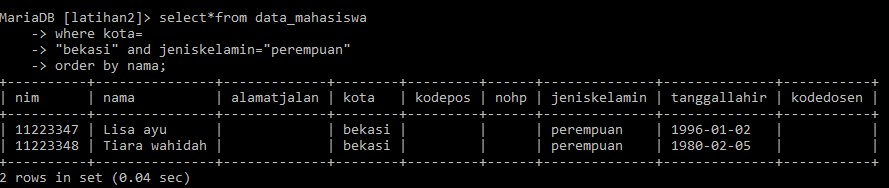 MariaDB [latihan2]> select*from data_mahasiswa
    -> where kota=
    -> "bekasi" and jeniskelamin="perempuan"
    -> order by nama;
+----------+---------------+-------------+--------+---------+------+--------------+--------------+-----------+
| nim      | nama          | alamatjalan | kota   | kodepos | nohp | jeniskelamin | tanggallahir | kodedosen |
+----------+---------------+-------------+--------+---------+------+--------------+--------------+-----------+
| 11223347 | Lisa ayu      |             | bekasi |         |      | perempuan    | 1996-01-02   |           |
| 11223348 | Tiara wahidah |             | bekasi |         |      | perempuan    | 1980-02-05   |           |
+----------+---------------+-------------+--------+---------+------+--------------+--------------+-----------+
2 rows in set (0.04 sec)